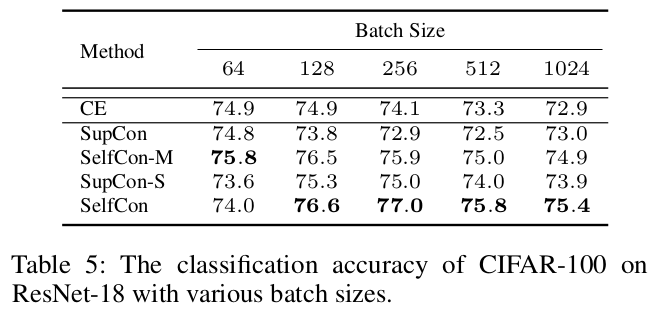 Method Batch Size
64 128 256 512 1024
CE 74.9 74.9 74.1 73.3 72.9
SupCon 74.8 73.8 72.9 72.5 73.0
SelfCon-M 75.8 76.5 75.9 75.0 74.9
SupCon-S 73.6 75.3 75.0 74.0 73.9
SelfCon 74.0 76.6 77.0 75.8 75.4
Table 5: The classification accuracy of CIFAR-100 on
ResNet-18 with various batch sizes.